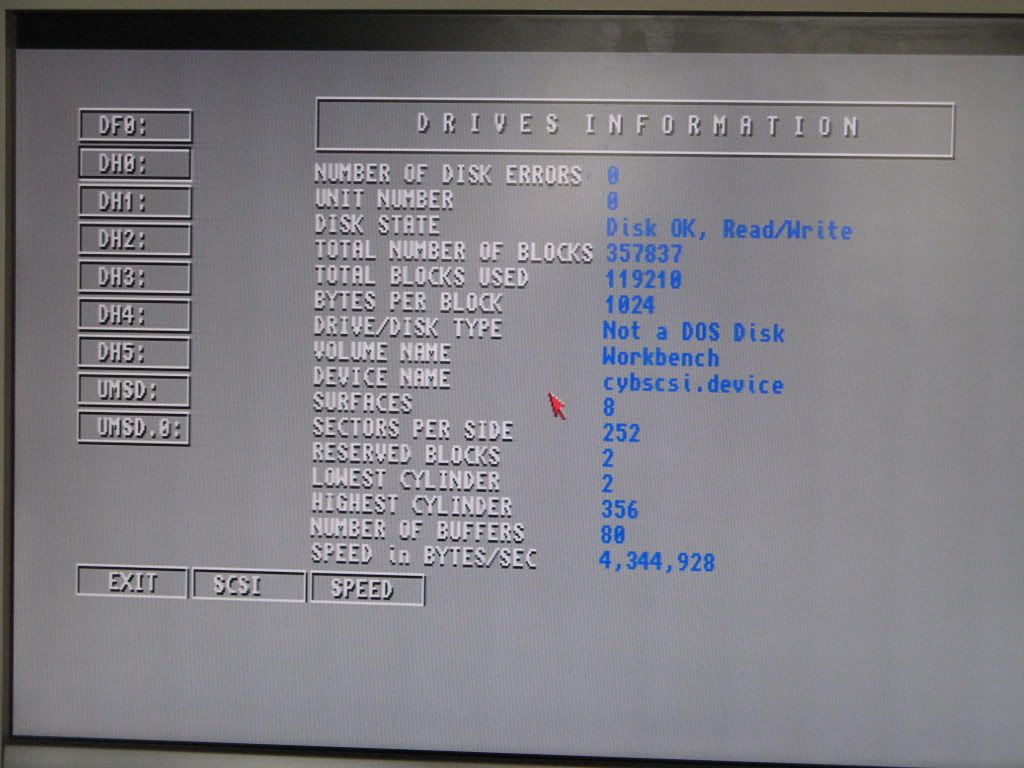 DRIVES INFORMATION
DF0:
DH0:
DH1:
DH2:
DH3:
DH4:
DH5:
UMSD:
UMSD.0:
NUMBER OF DISK ERRORS 0
UNIT NUMBER 0
DISK STATE Disk OK, Read/Write
TOTAL NUMBER OF BLOCKS 357837
TOTAL BLOCKS USED 119210
BYTES PER BLOCK 1024
DRIVE/DISK TYPE Not a DOS Disk
VOLUME NAME Workbench
DEVICE NAME cybscsi.device
SURFACES 8
SECTORS PER SIDE 252
RESERVED BLOCKS 2
LOWEST CYLINDER 2
HIGHEST CYLINDER 356
NUMBER OF BUFFERS 80
SPEED in BYTES/SEC 4,344,928
EXIT SCSI SPEED